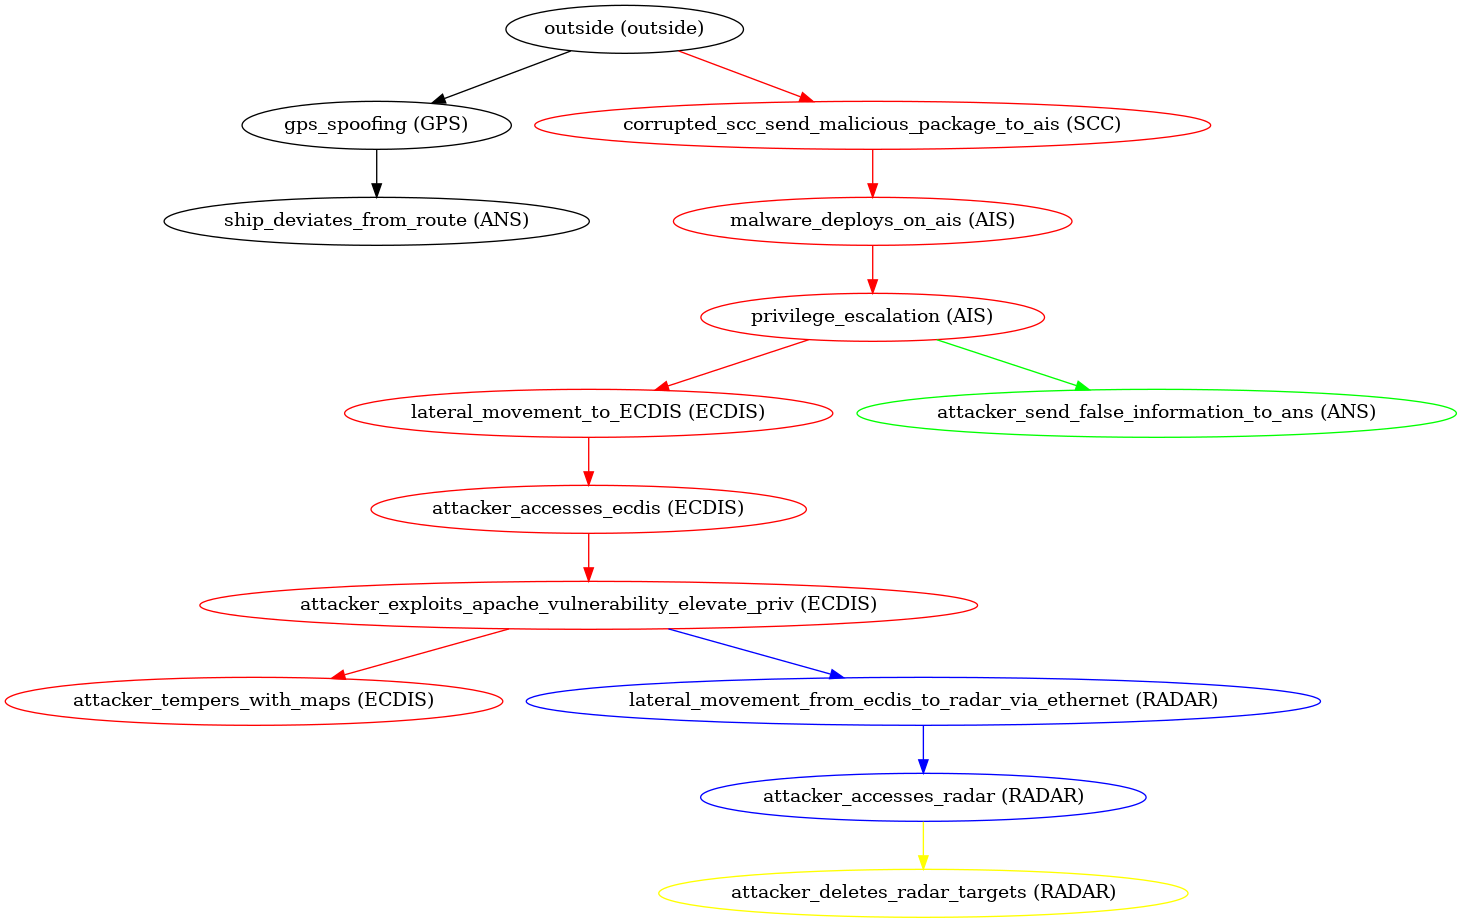 outside (outside)
gps_spoofing (GPS)
corrupted_scc_send_malicious_package_to_ais (SCC)
ship_deviates_from_route (ANS)
malware_deploys_on_ais (AIS)
privilege_escalation (AIS)
lateral_movement_to_ECDIS (ECDIS)
attacker_send_false_information_to_ans (ANS)
attacker_accesses_ecdis (ECDIS)
attacker_exploits_apache_vulnerability_elevate_priv (ECDIS)
attacker_tempers_with_maps (ECDIS)
lateral_movement_from_ecdis_to_radar_via_ethernet (RADAR)
attacker_accesses_radar (RADAR)
attacker_deletes_radar_targets (RADAR)